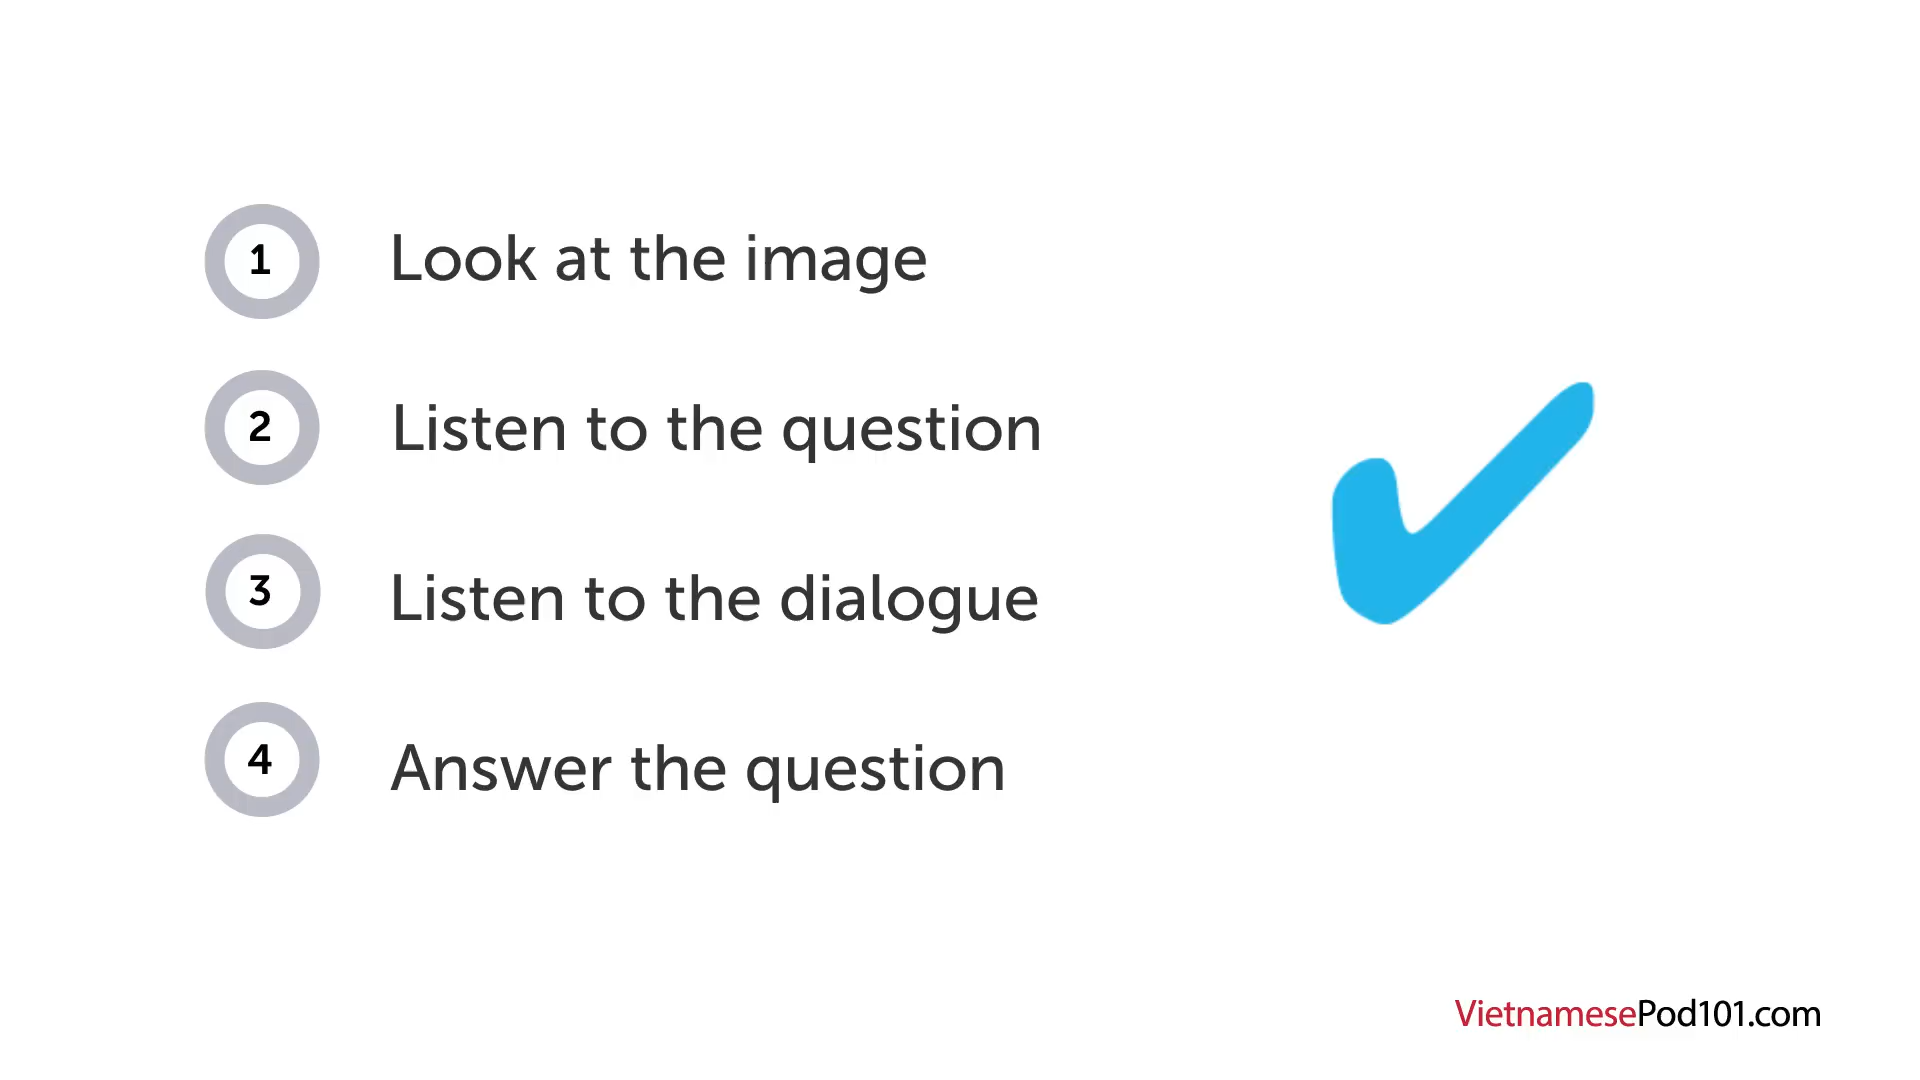 1 Look at the image
2 Listen to the question
3 Listen to the dialogue
4 Answer the question
VietnamesePod101.com